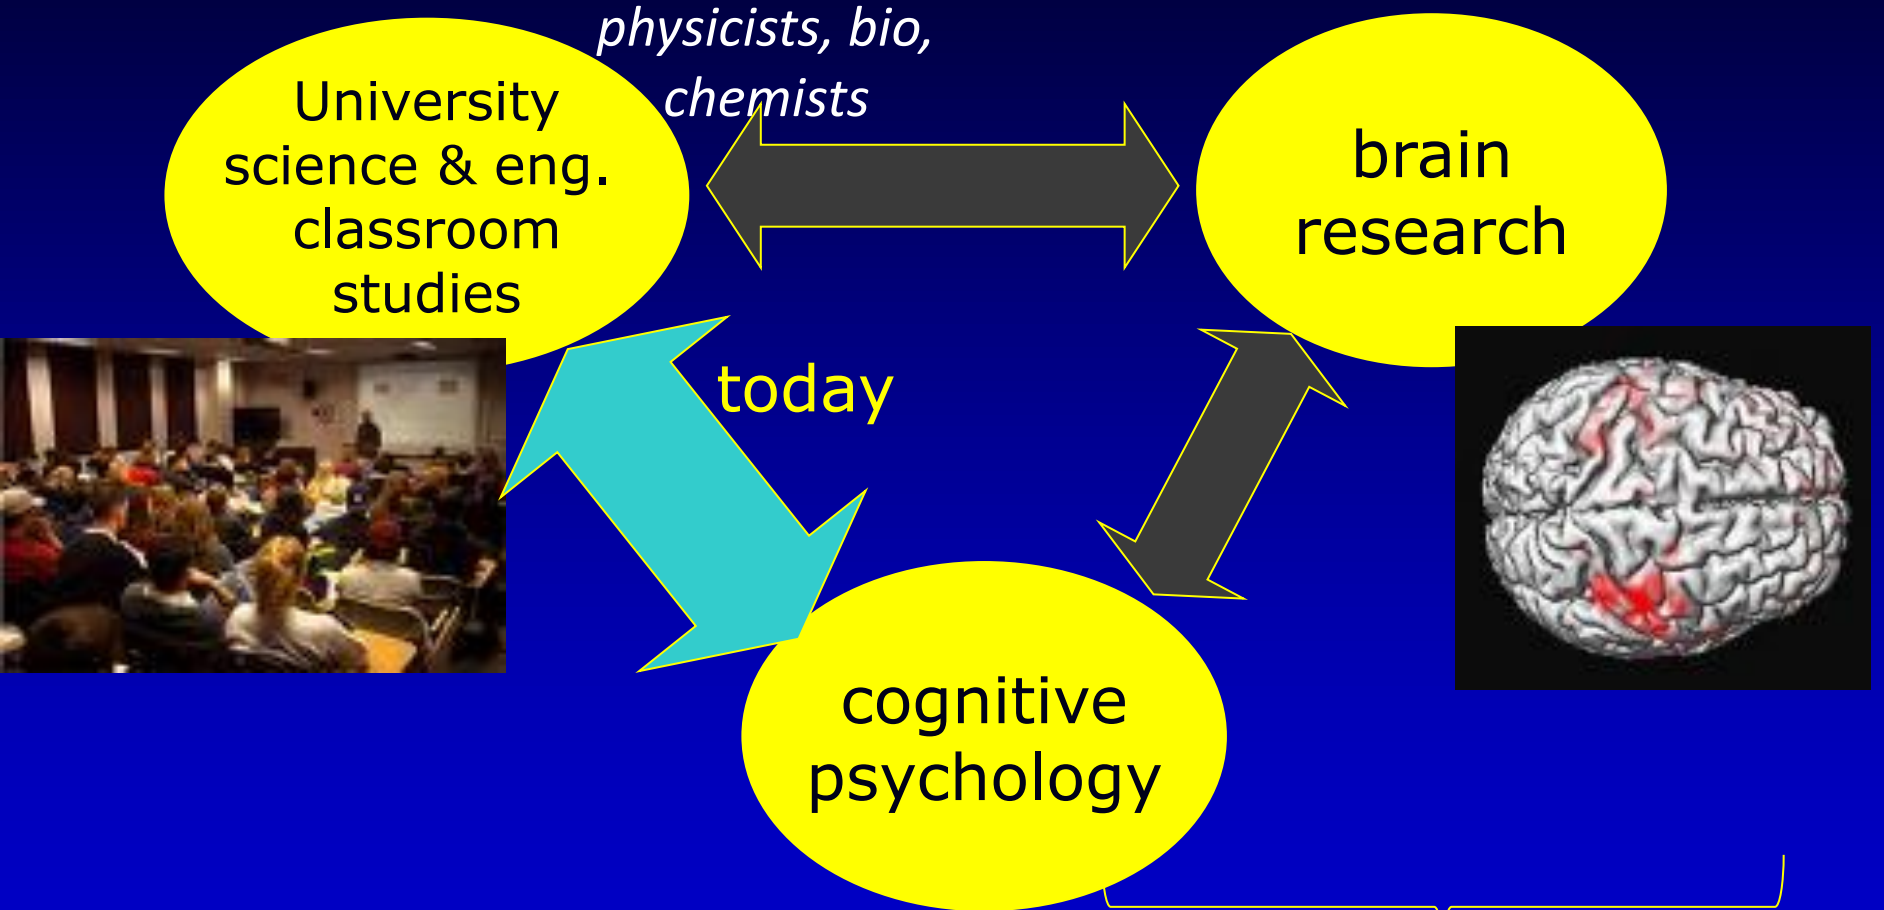 physicists, bio,
chemists
University
science & eng.
classroom
studies
brain
research
today
cognitive
psychology